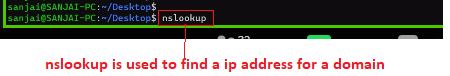 sanjai@SANJAI-PC:~/Desktop$
sanjai@SANJAI-PC:~/Desktop$ nslookup
nslookup is used to find a ip address for a domain